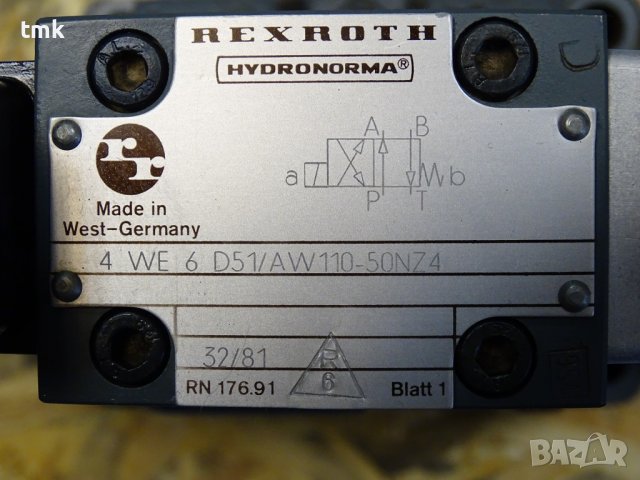 tmk
REXROTH
HYDRONORMA®
A B
a b
P T
rr
Made in
West-Germany
4 WE 6 D51/AW110-50NZ4
32/81
R
6
RN 176.91
Blatt 1
BAZAR